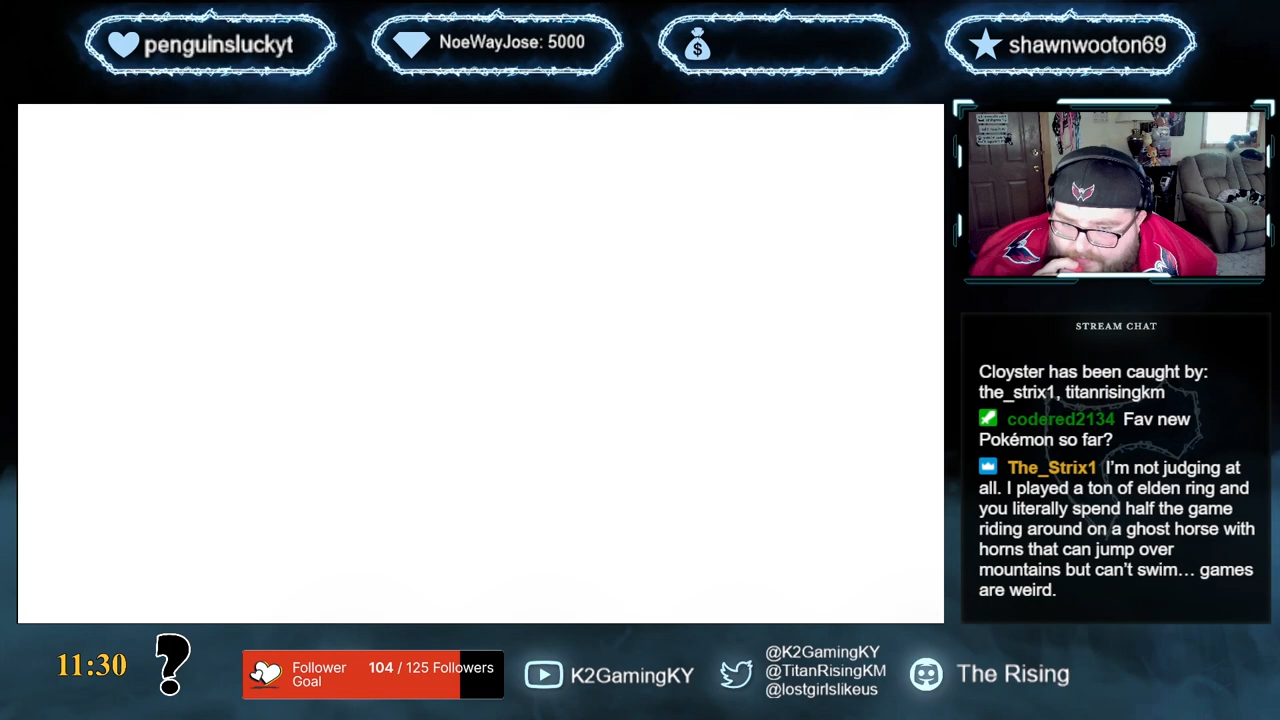 penguinsluckyt
NoeWayJose: 5000
shawnwooton69
STREAM CHAT
Cloyster has been caught by:
the_strix1, titanrisingkm
codered2134 Fav new
Pokémon so far?
The_Strix1 I'm not judging at
all. I played a ton of elden ring and
you literally spend half the game
riding around on a ghost horse with
horns that can jump over
mountains but can't swim... games
are weird.
11:30 ?
Follower
Goal
104 / 125 Followers
K2GamingKY
@K2GamingKY
@TitanRisingKM
@lostgirlslikeus
The Rising